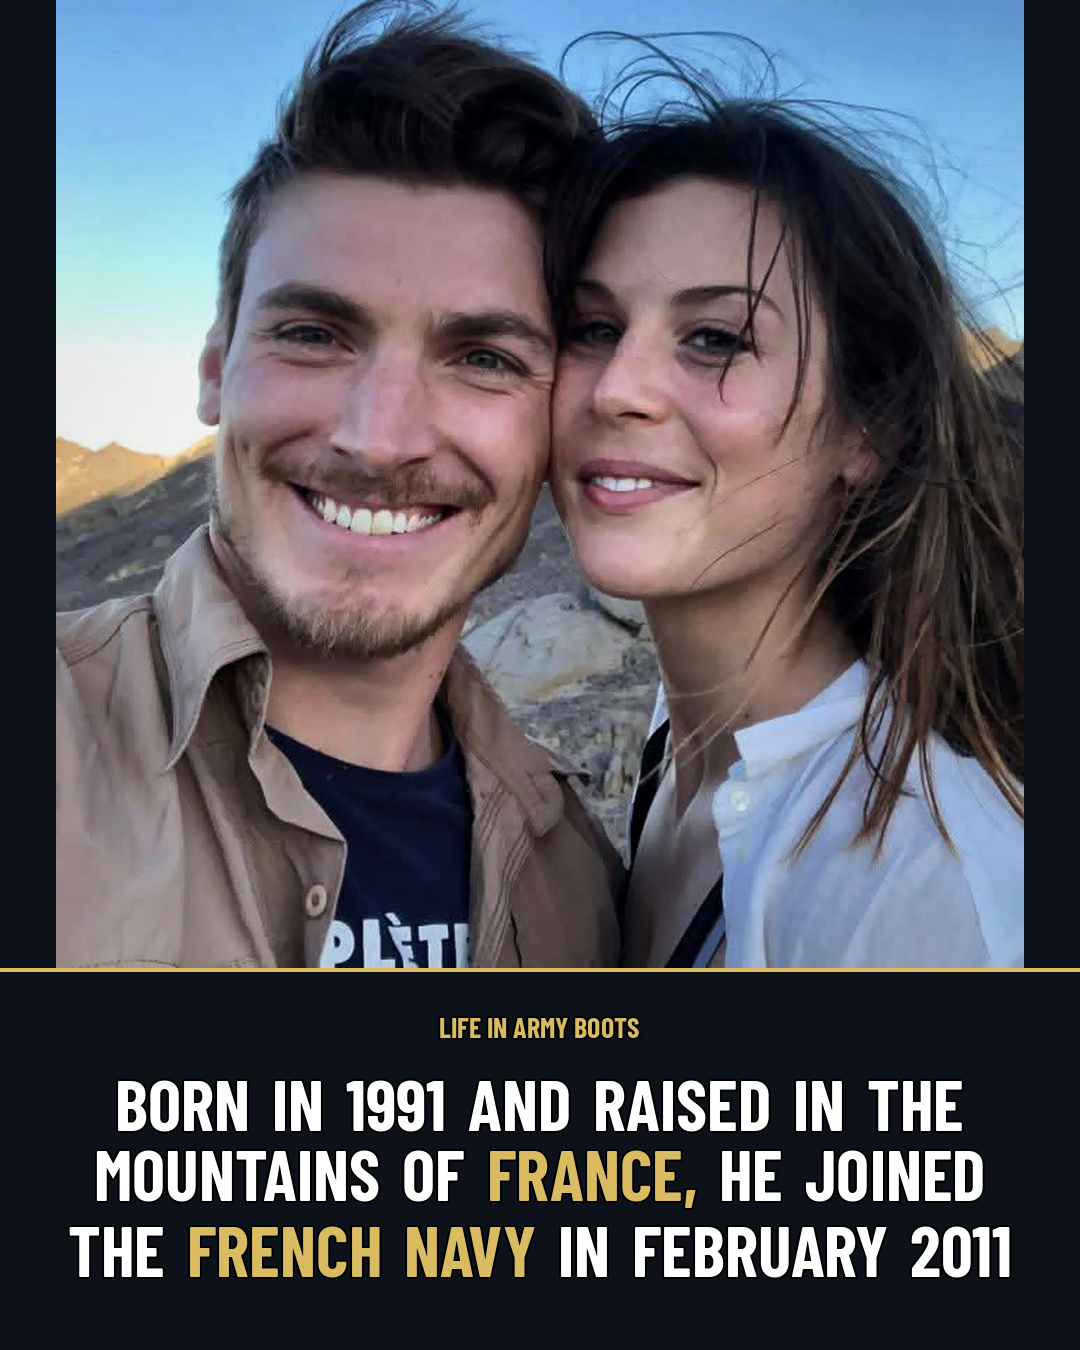 PLÈT
LIFE IN ARMY BOOTS
BORN IN 1991 AND RAISED IN THE
MOUNTAINS OF FRANCE, HE JOINED
THE FRENCH NAVY IN FEBRUARY 2011